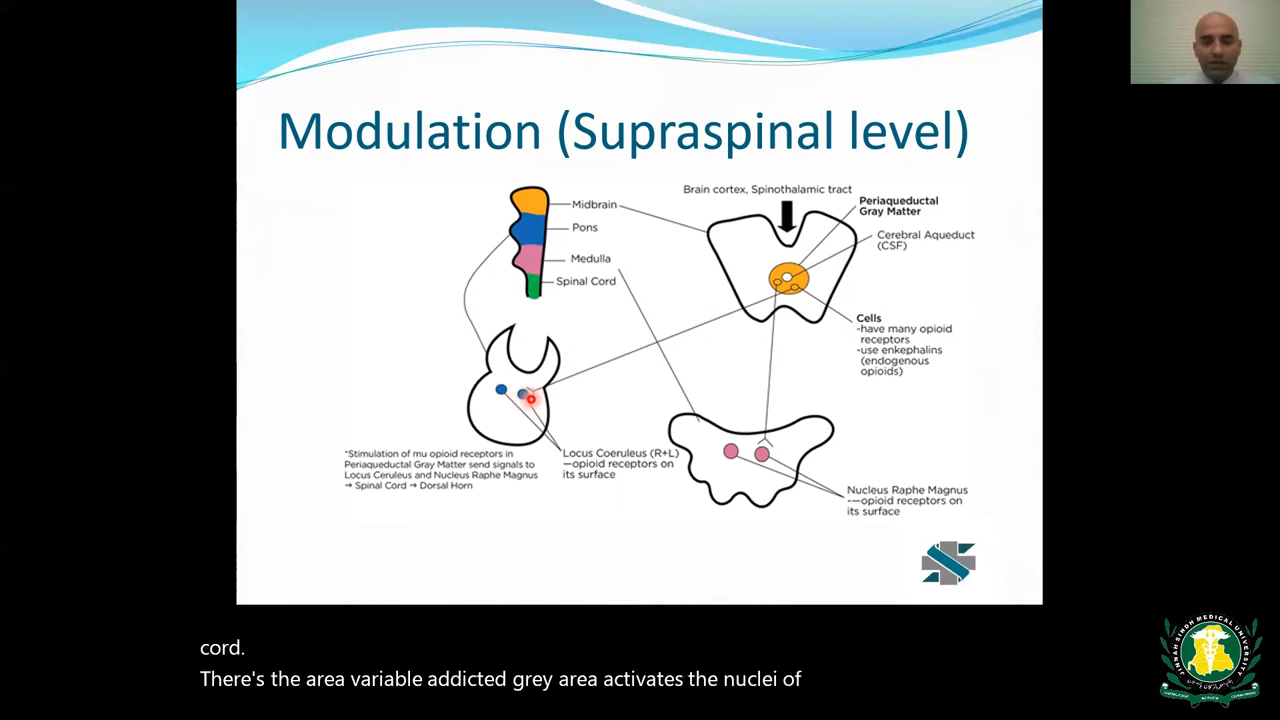 Modulation (Supraspinal level)
Midbrain
Pons
Medulla
Spinal Cord
Brain cortex, Spinothalamic tract
Periaqueductal
Gray Matter
Cerebral Aqueduct
(CSF)
Cells
-have many opioid
receptors
-use enkephalins
(endogenous
opioids)
*Stimulation of mu opioid receptors in
Periaqueductal Gray Matter send signals to
Locus Ceruleus and Nucleus Raphe Magnus
→ Spinal Cord → Dorsal Horn
Locus Coeruleus (R+L)
—opioid receptors on
its surface
Nucleus Raphe Magnus
-—opioid receptors on
its surface
cord.
There's the area variable addicted grey area activates the nuclei of
JINNAH SINDH MEDICAL UNIVERSITY